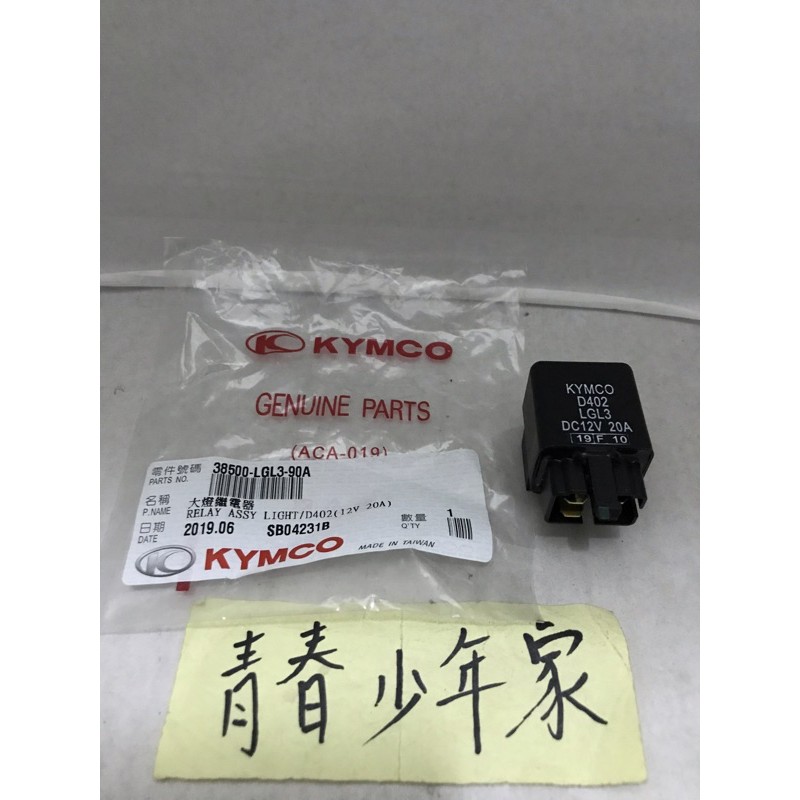 KYMCO
GENUINE PARTS
(ACA-019)
零件號碼 38500-LGL3-90A
PARTS NO.
名稱 大燈繼電器
P.NAME RELAY ASSY LIGHT/D402(12V 20A)
日期 2019.06 SB04231B 數量 1
DATE Q'TY
KYMCO MADE IN TAIWAN
KYMCO
D402
LGL3
DC12V 20A
19 F 10
青春少年家